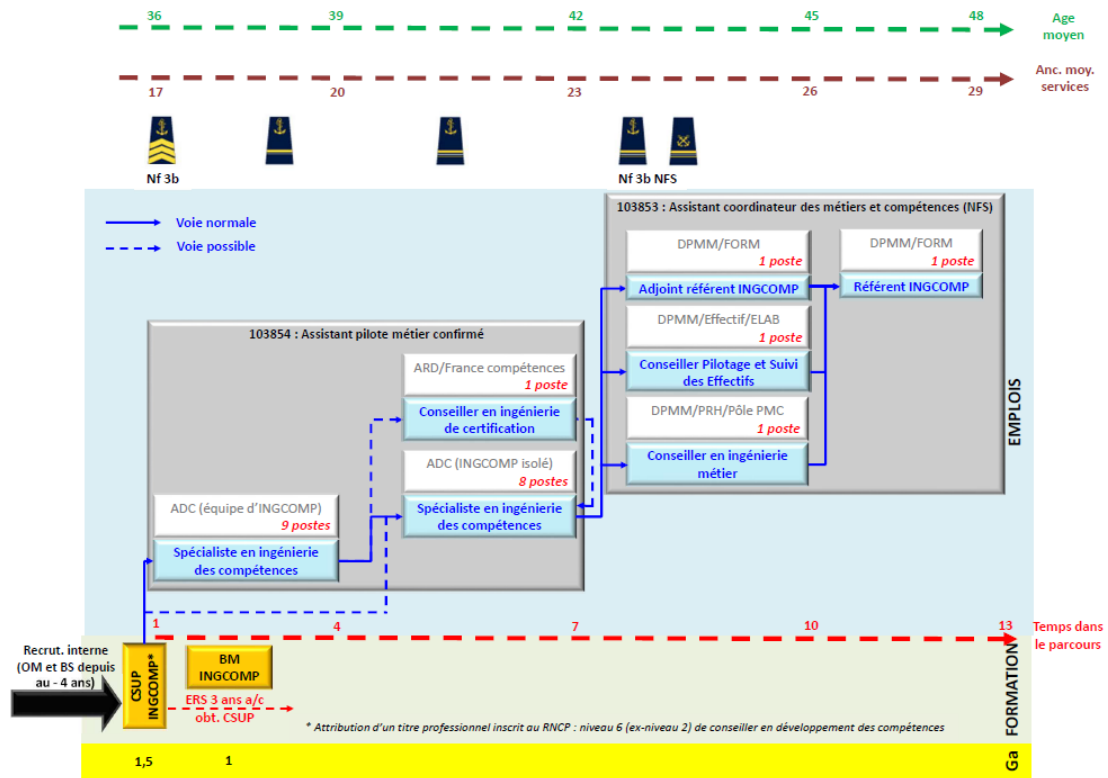 36 39 42 45 48
Age
moyen
Anc. moy.
services
17 20 23 26 29
Nf 3b
Nf 3b NFS
Voie normale
Voie possible
103853 : Assistant coordinateur des métiers et compétences (NFS)
DPMM/FORM
1 poste
Adjoint référent INGCOMP
DPMM/FORM
1 poste
Référent INGCOMP
DPMM/Effectif/ELAB
1 poste
Conseiller Pilotage et Suivi
des Effectifs
DPMM/PRH/Pôle PMC
1 poste
Conseiller en ingénierie
métier
103854 : Assistant pilote métier confirmé
ARD/France compétences
1 poste
Conseiller en ingénierie
de certification
ADC (INGCOMP isolé)
8 postes
Spécialiste en ingénierie
des compétences
ADC (équipe d'INGCOMP)
9 postes
Spécialiste en ingénierie
des compétences
EMPLOIS
1 4 7 10 13
Temps dans
le parcours
Recrut. interne
(OM et BS depuis
au - 4 ans)
CSUP
INGCOMP*
BM
INGCOMP
ERS 3 ans a/c
obt. CSUP
* Attribution d'un titre professionnel inscrit au RNCP : niveau 6 (ex-niveau 2) de conseiller en développement des compétences
FORMATION
1,5 1
Ga